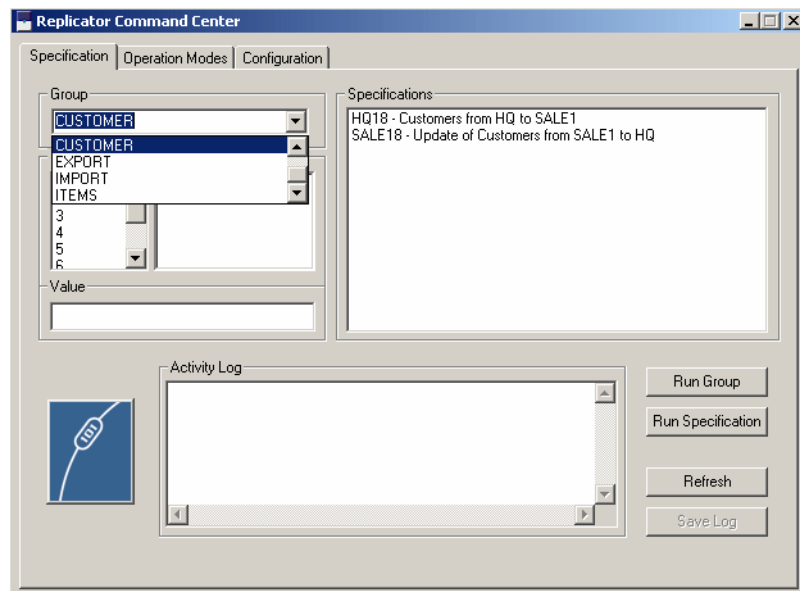 Replicator Command Center
Specification
Operation Modes
Configuration
Group
CUSTOMER
CUSTOMER
EXPORT
IMPORT
ITEMS
3
4
5
6
Value
Specifications
HQ18 - Customers from HQ to SALE1
SALE18 - Update of Customers from SALE1 to HQ
101
Activity Log
Run Group
Run Specification
Refresh
Save Log